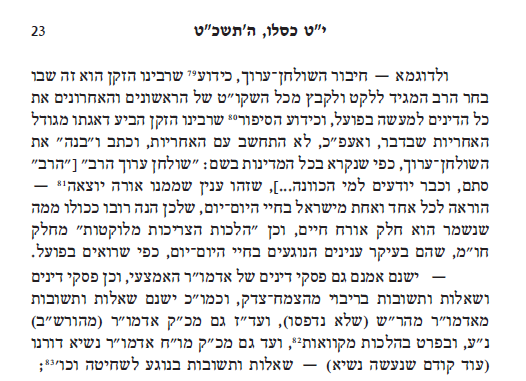 י״ט כסלו, ה׳תשכ״ט 23
ולדוגמא — חיבור השולחן־ערוך, כידוע79 שרבינו הזקן הוא זה שבו
בחר הרב המגיד ללקט ולקבץ מכל השקו״ט של הראשונים והאחרונים את
כל הדינים למעשה בפועל, וכידוע הסיפור80 שרבינו הזקן הביע דאגתו מגודל
האחריות שבדבר, ואעפ״כ, לא התחשב עם האחריות, וכתב ו״בנה״ את
השולחן־ערוך, כפי שנקרא בכל המדינות בשם: ״שולחן ערוך הרב״ [״הרב״
סתם, וכבר יודעים למי הכוונה...], שזהו ענין שממנו אורה יוצאה81 —
הוראה לכל אחד ואחת מישראל בחיי היום־יום, שלכן הנה רובו ככולו ממה
שנשמר הוא חלק אורח חיים, וכן ״הלכות הצריכות מלוקטות״ מחלק
חו״מ, שהם בעיקר ענינים הנוגעים בחיי היום־יום, כפי שרואים בפועל.
— ישנם אמנם גם פסקי דינים של אדמו״ר האמצעי, וכן פסקי דינים
ושאלות ותשובות בריבוי מהצמח־צדק, וכמו״כ ישנם שאלות ותשובות
מאדמו״ר מהר״ש (שלא נדפסו), ועד״ז גם מכ״ק אדמו״ר (מהורש״ב)
נ״ע, ובפרט בהלכות מקוואות82, ועד גם מכ״ק מו״ח אדמו״ר נשיא דורנו
(עוד קודם שנעשה נשיא) — שאלות ותשובות בנוגע לשחיטה וכו׳83;